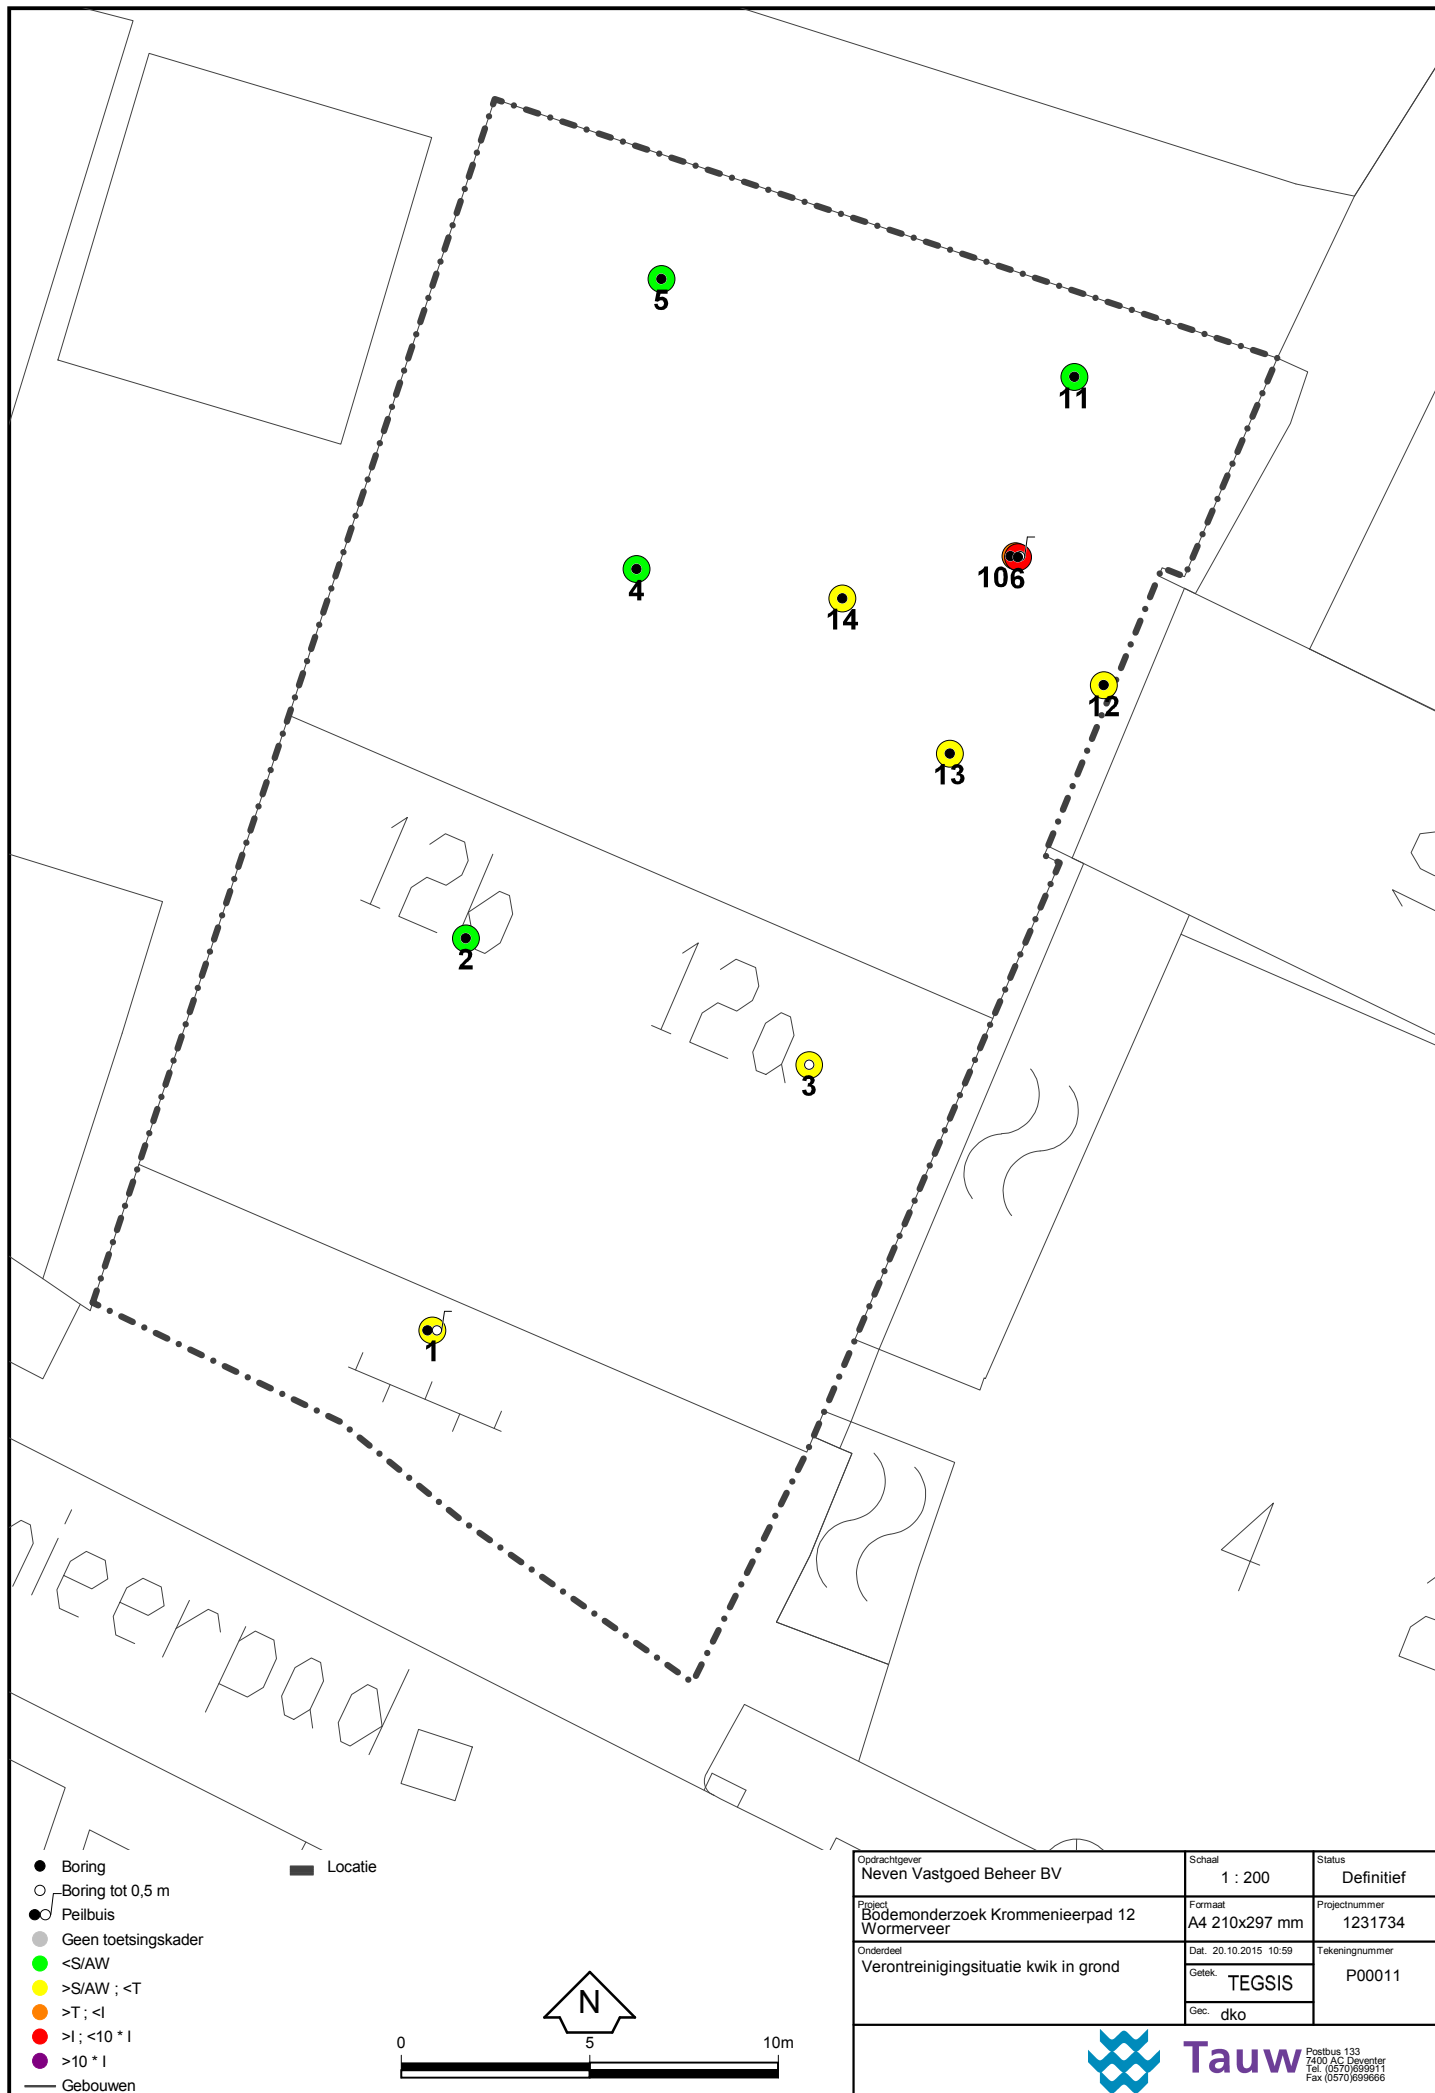 5
11
4
14
106
12
13
12b
2
12a
3
1
4
Boring
Boring tot 0,5 m
Peilbuis
Geen toetsingskader
<S/AW
>S/AW ; <T
>T ; <I
>I ; <10 * I
>10 * I
Gebouwen
Locatie
N
0 5 10m
Opdrachtgever
Neven Vastgoed Beheer BV
Schaal
1 : 200
Status
Definitief
Project
Bodemonderzoek Krommenieerpad 12
Wormerveer
Formaat
A4 210x297 mm
Projectnummer
1231734
Onderdeel
Verontreinigingsituatie kwik in grond
Dat. 20.10.2015 10:59
Getek. TEGSIS
Gec. dko
Tekeningnummer
P00011
Tauw
Postbus 133
7400 AC Deventer
Tel. (0570)699911
Fax (0570)699666